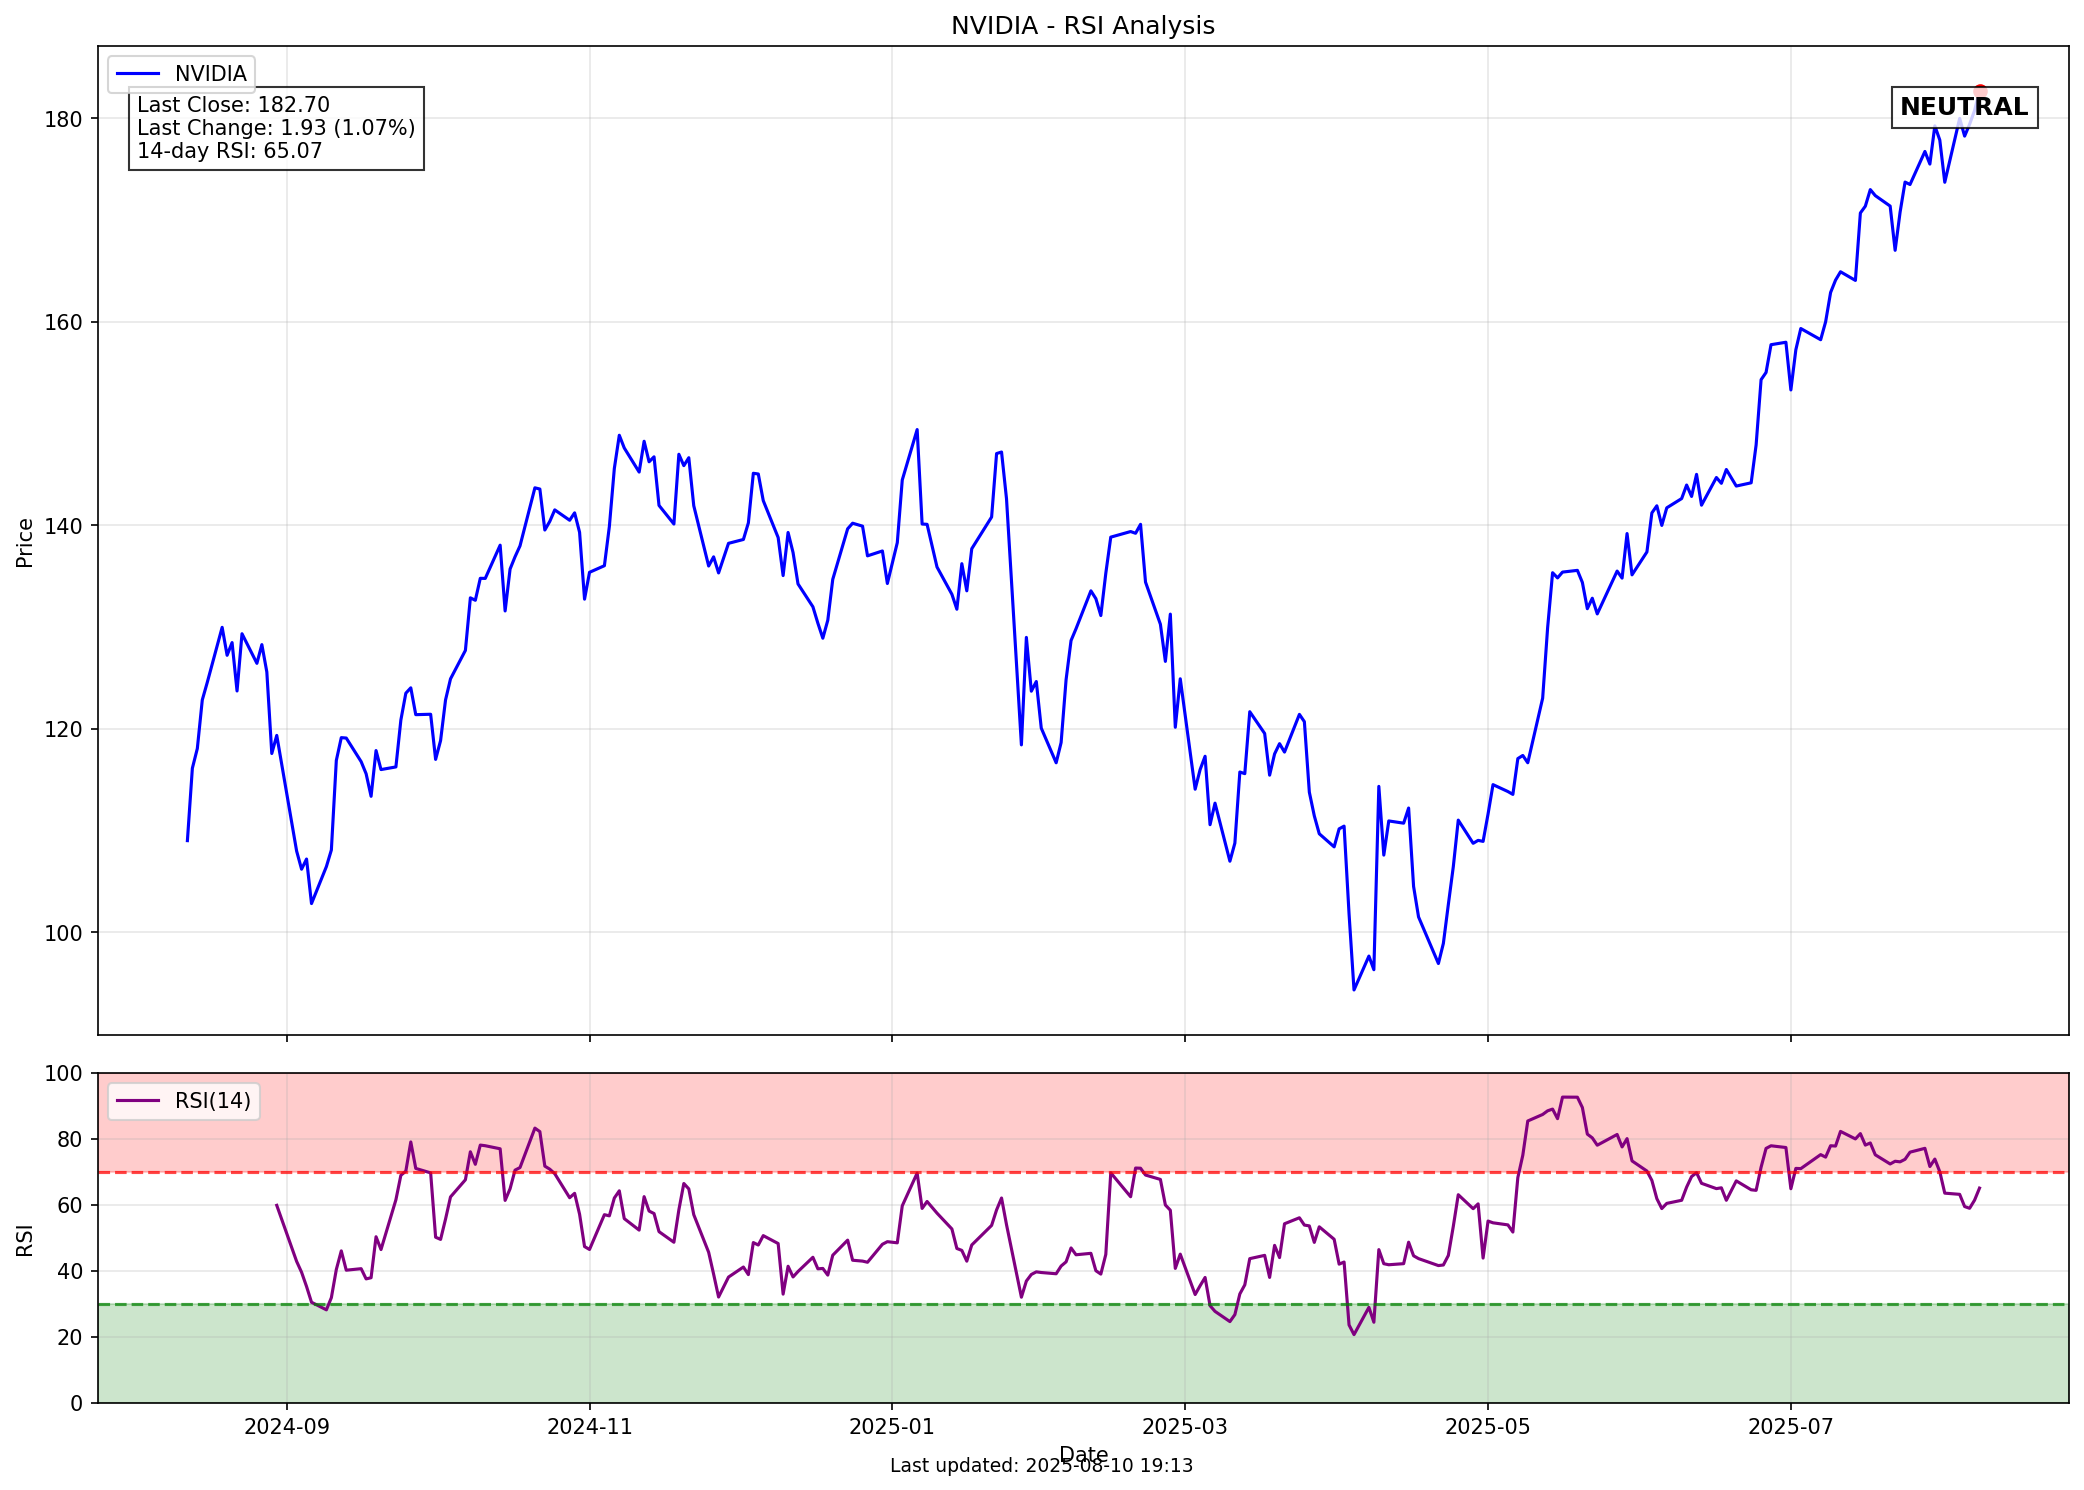 NVIDIA - RSI Analysis
NVIDIA
Last Close: 182.70
Last Change: 1.93 (1.07%)
14-day RSI: 65.07
NEUTRAL
180
160
140
120
100
Price
RSI(14)
100
80
60
40
20
0
RSI
2024-09
2024-11
2025-01
2025-03
2025-05
2025-07
Date
Last updated: 2025-08-10 19:13